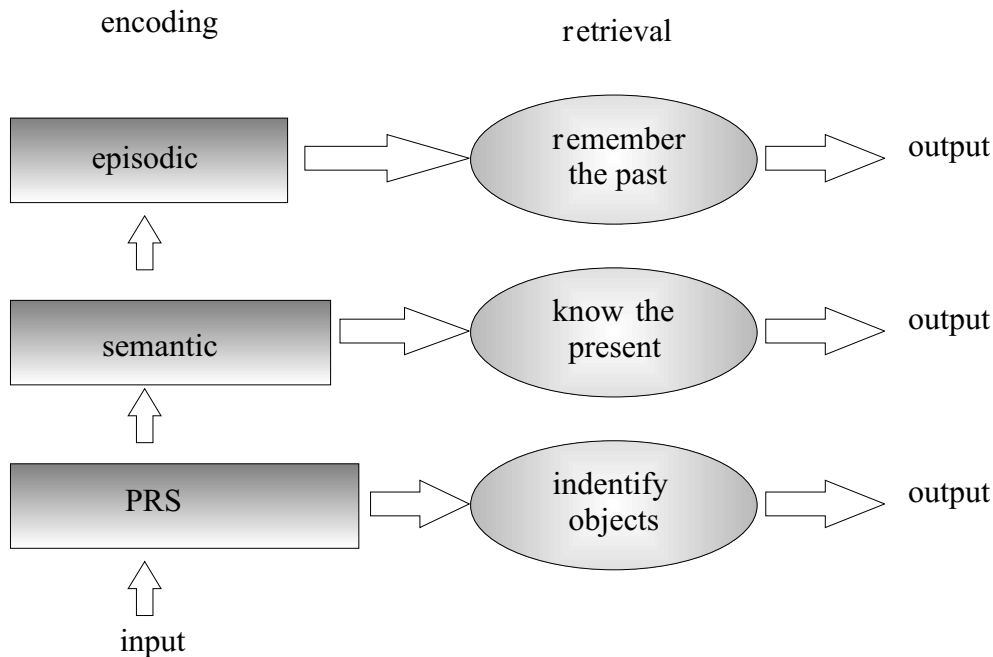 encoding
retrieval
episodic
remember
the past
output
semantic
know the
present
output
PRS
indentify
objects
output
input